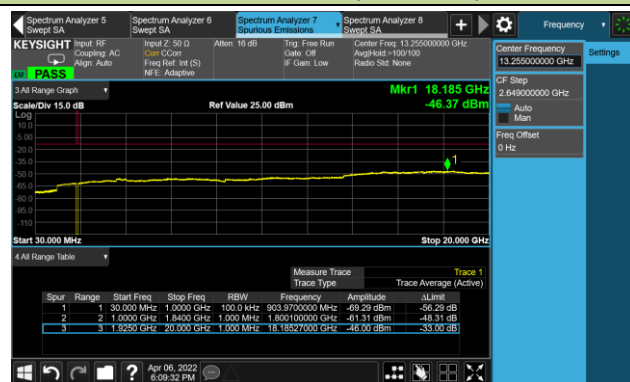 Spectrum Analyzer 5
Swept SA
Spectrum Analyzer 6
Swept SA
Spectrum Analyzer 7
Spurious Emissions
Spectrum Analyzer 8
Swept SA
+
Frequency
KEYSIGHT
Input: RF
Coupling: AC
Align: Auto
Input Z: 50 Ω
Corr CCorr
Freq Ref: Int (S)
NFE: Adaptive
Atten: 16 dB
Trig: Free Run
Gate: Off
IF Gain: Low
Center Freq: 13.255000000 GHz
Avg|Hold:>100/100
Radio Std: None
PASS
Center Frequency
13.255000000 GHz
Settings
CF Step
2.649000000 GHz
Auto
Man
Freq Offset
0 Hz
3 All Range Graph
Mkr1 18.185 GHz
Scale/Div 15.0 dB
Ref Value 25.00 dBm
-46.37 dBm
Log
10.0
-5.00
-20.0
-35.0
-50.0
-65.0
-80.0
-95.0
-110
1
Start 30.000 MHz
Stop 20.000 GHz
4 All Range Table
Measure Trace Trace 1
Trace Type Trace Average (Active)
Spur Range Start Freq Stop Freq RBW Frequency Amplitude ΔLimit
1 1 30.000 MHz 1.0000 GHz 100.0 kHz 903.9700000 MHz -69.29 dBm -56.29 dB
2 2 1.0000 GHz 1.8400 GHz 1.000 MHz 1.800100000 GHz -61.31 dBm -48.31 dB
3 3 1.9250 GHz 20.000 GHz 1.000 MHz 18.18527000 GHz -46.00 dBm -33.00 dB
?
Apr 06, 2022
6:09:32 PM